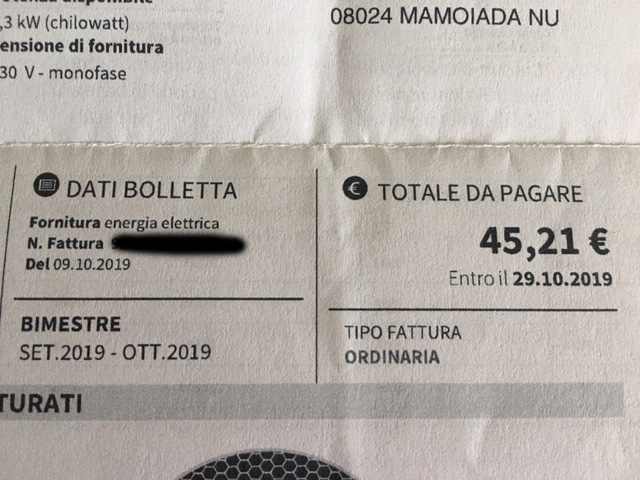 ,3 kW (chilowatt)
ensione di fornitura
30 V - monofase
08024 MAMOIADA NU
DATI BOLLETTA
Fornitura energia elettrica
N. Fattura
Del 09.10.2019
BIMESTRE
SET.2019 - OTT.2019
€ TOTALE DA PAGARE
45,21 €
Entro il 29.10.2019
TIPO FATTURA
ORDINARIA
TURATI